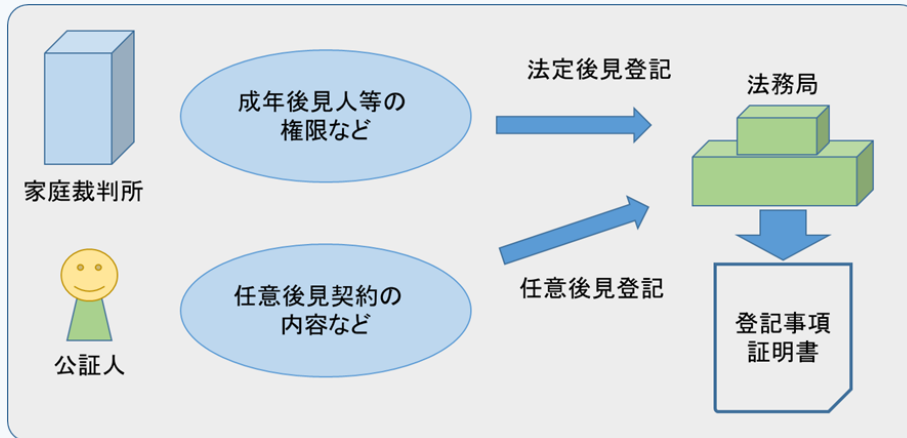 家庭裁判所
成年後見人等の
権限など
法定後見登記
法務局
公証人
任意後見契約の
内容など
任意後見登記
登記事項
証明書